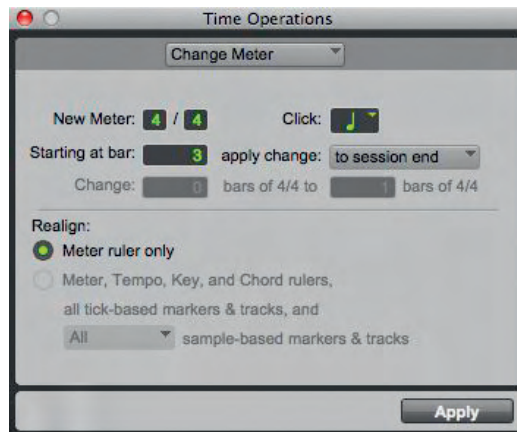 Time Operations
Change Meter
New Meter: 4 / 4 Click:
Starting at bar: 3 apply change: to session end
Change: 0 bars of 4/4 to 1 bars of 4/4
Realign:
Meter ruler only
Meter, Tempo, Key, and Chord rulers,
all tick-based markers & tracks, and
All sample-based markers & tracks
Apply